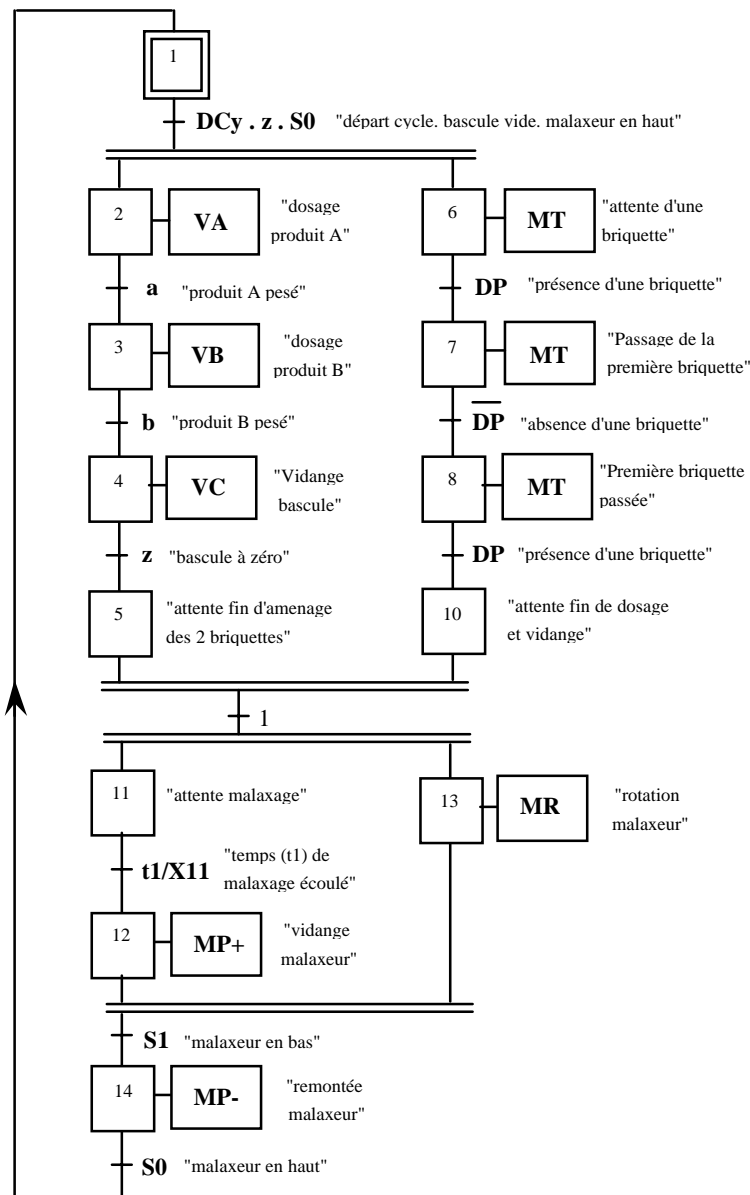 1
DCy . z . S0 "départ cycle. bascule vide. malaxeur en haut"
2
VA
"dosage
produit A"
6
MT
"attente d'une
briquette"
a "produit A pesé"
DP "présence d'une briquette"
3
VB
"dosage
produit B"
7
MT
"Passage de la
première briquette"
b "produit B pesé"
D̅P̅ "absence d'une briquette"
4
VC
"Vidange
bascule"
8
MT
"Première briquette
passée"
z "bascule à zéro"
DP "présence d'une briquette"
5
"attente fin d'amenage
des 2 briquettes"
10
"attente fin de dosage
et vidange"
1
11
"attente malaxage"
13
MR
"rotation
malaxeur"
t1/X11 "temps (t1) de
malaxage écoulé"
12
MP+
"vidange
malaxeur"
S1 "malaxeur en bas"
14
MP-
"remontée
malaxeur"
S0 "malaxeur en haut"